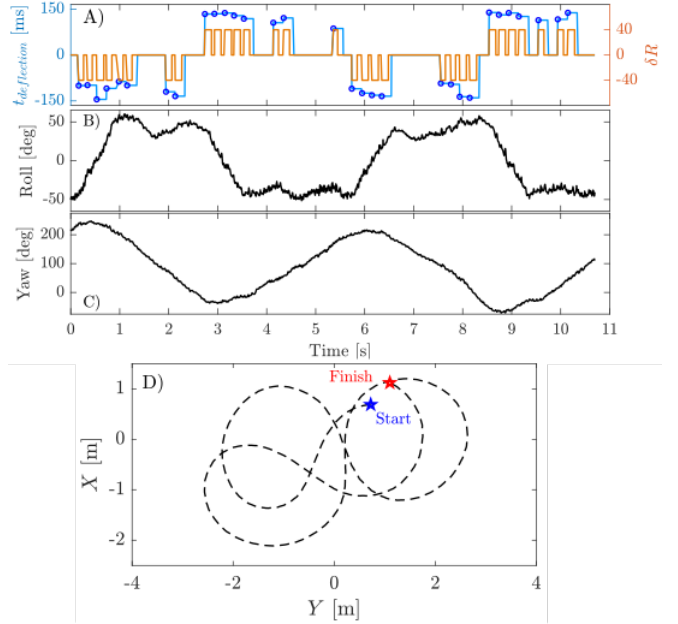 A)
150
0
-150
t_deflection [ms]
40
0
-40
δR
B)
50
0
-50
Roll [deg]
200
100
0
Yaw [deg]
C)
0 1 2 3 4 5 6 7 8 9 10 11
Time [s]
D)
Finish
Start
1
0
-1
-2
X [m]
-4 -2 0 2 4
Y [m]